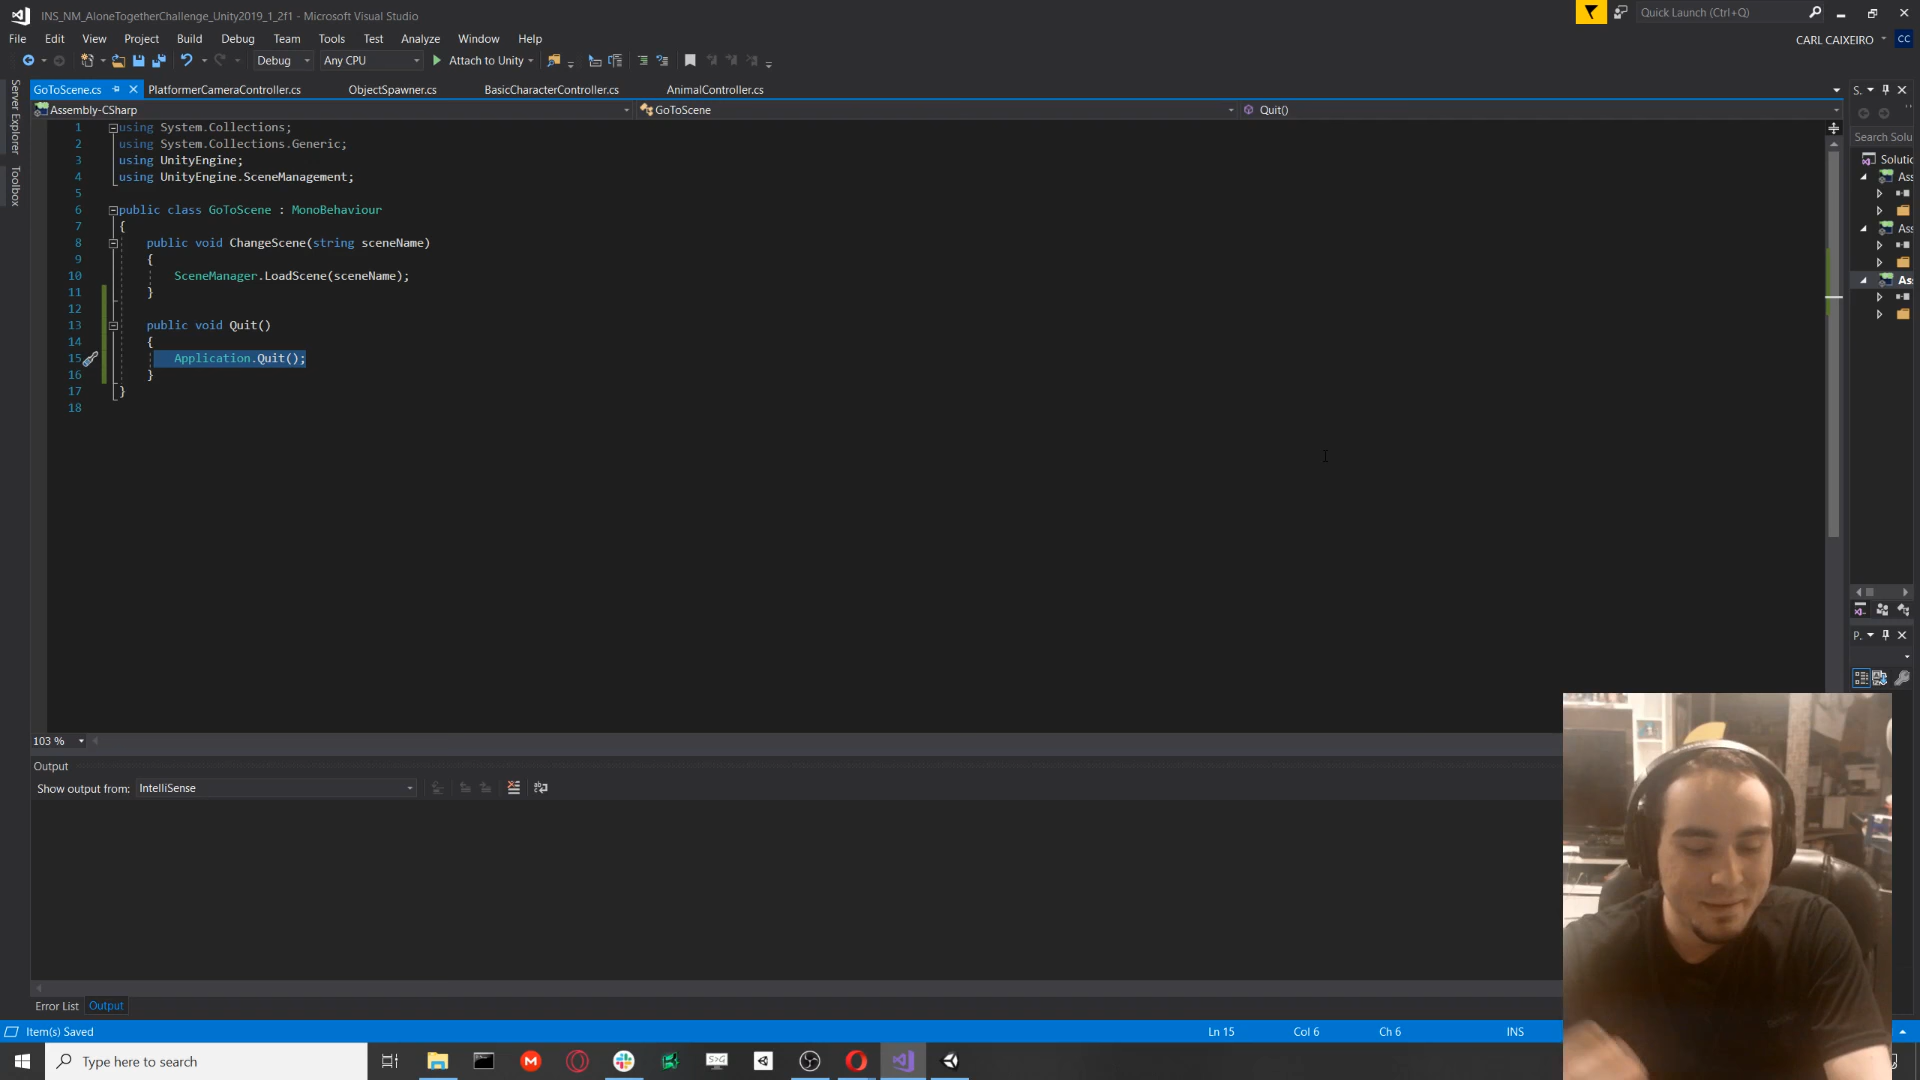 INS_NM_AloneTogetherChallenge_Unity2019_1_2f1 - Microsoft Visual Studio
Quick Launch (Ctrl+Q)
File Edit View Project Build Debug Team Tools Test Analyze Window Help
CARL CAIXEIRO CC
Debug Any CPU Attach to Unity
GoToScene.cs PlatformerCameraController.cs ObjectSpawner.cs BasicCharacterController.cs AnimalController.cs
S.
Assembly-CSharp GoToScene Quit()
Server Explorer
Toolbox
1 using System.Collections;
2 using System.Collections.Generic;
3 using UnityEngine;
4 using UnityEngine.SceneManagement;
5
6 public class GoToScene : MonoBehaviour
7 {
8 public void ChangeScene(string sceneName)
9 {
10 SceneManager.LoadScene(sceneName);
11 }
12
13 public void Quit()
14 {
15 Application.Quit();
16 }
17 }
18
Search Solu
Solutio
Ass
Ass
Ass
P.
103 %
Output
Show output from: IntelliSense
Error List Output
Item(s) Saved Ln 15 Col 6 Ch 6 INS
Type here to search